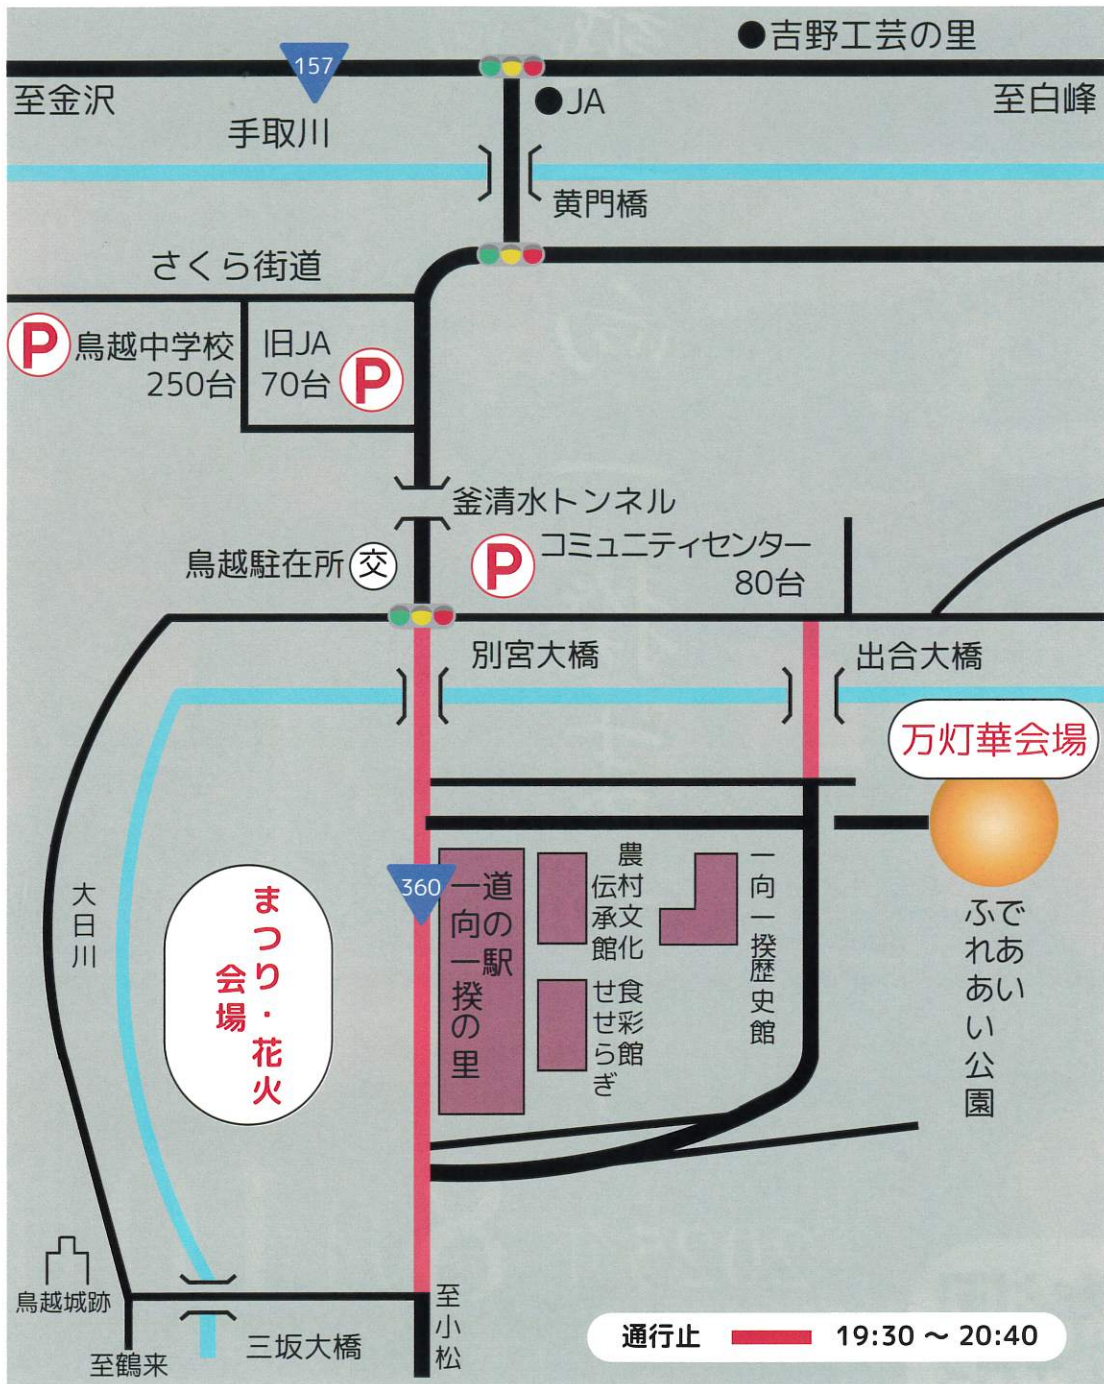 ●吉野工芸の里
157
至金沢
●JA
至白峰
手取川
黄門橋
さくら街道
P 鳥越中学校
250台
旧JA
70台 P
釜清水トンネル
鳥越駐在所 交
P コミュニティセンター
80台
別宮大橋
出合大橋
万灯華会場
360
道の駅
一向一揆の里
農村文化
伝承館
食彩館
せせらぎ
一向一揆歴史館
であい
ふれあい公園
大日川
まつり・花火
会場
鳥越城跡
至鶴来
三坂大橋
至小松
通行止 19:30 ～ 20:40